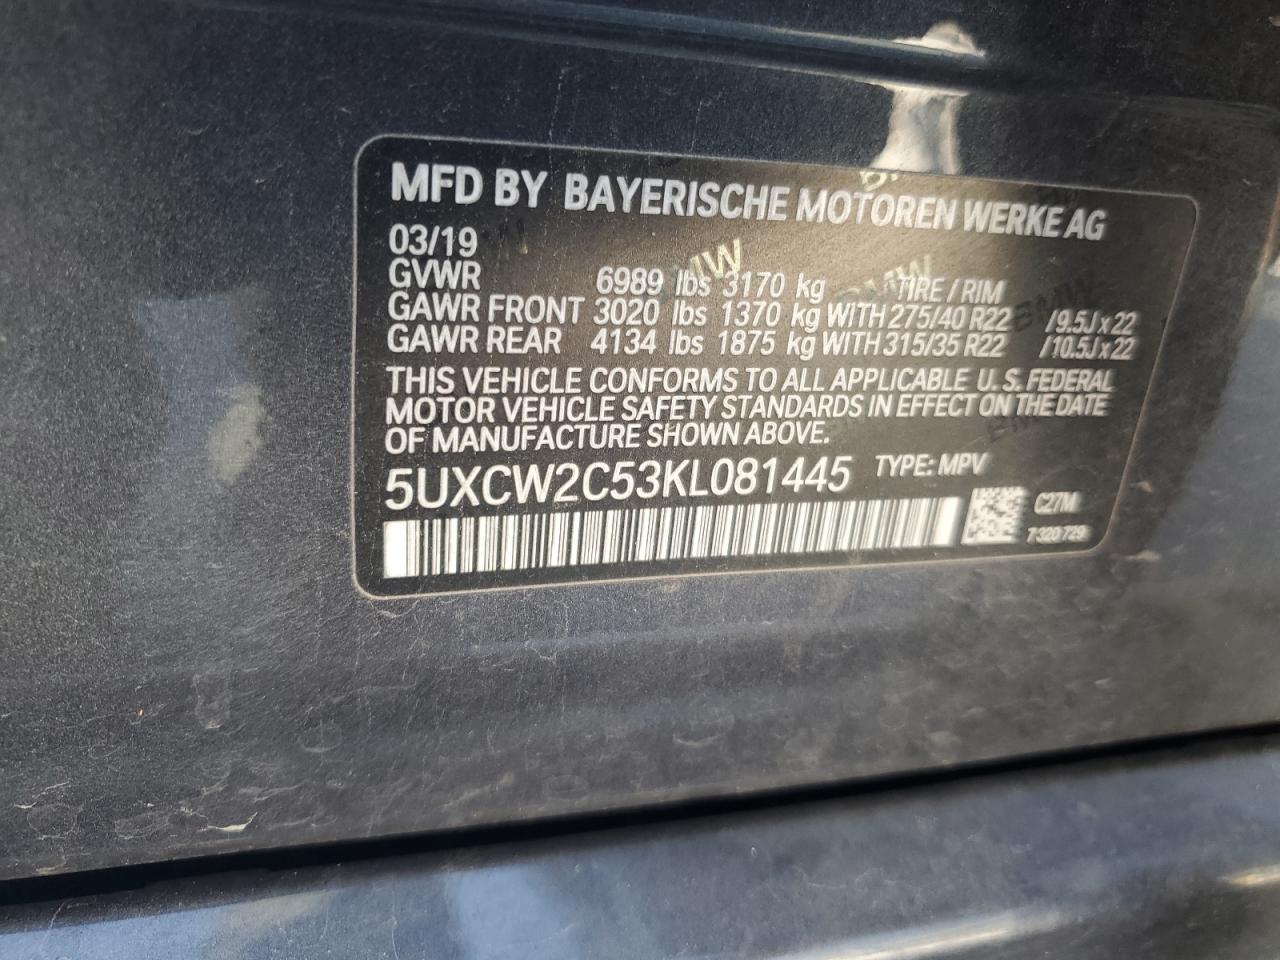 MFD BY BAYERISCHE MOTOREN WERKE AG
03/19
GVWR 6989 lbs 3170 kg TIRE / RIM
GAWR FRONT 3020 lbs 1370 kg WITH 275/40 R22 /9.5J x 22
GAWR REAR 4134 lbs 1875 kg WITH 315/35 R22 /10.5J x 22
THIS VEHICLE CONFORMS TO ALL APPLICABLE U. S. FEDERAL
MOTOR VEHICLE SAFETY STANDARDS IN EFFECT ON THE DATE
OF MANUFACTURE SHOWN ABOVE.
5UXCW2C53KL081445 TYPE: MPV
C27M
7 320 729